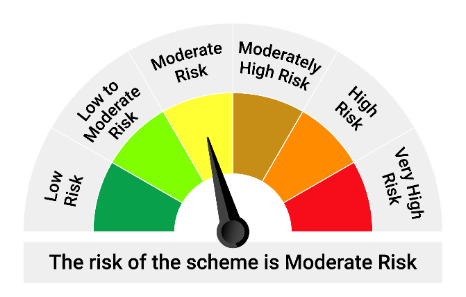 Low
Risk
Low to
Moderate
Risk
Moderate
Risk
Moderately
High Risk
High
Risk
Very High
Risk
The risk of the scheme is Moderate Risk